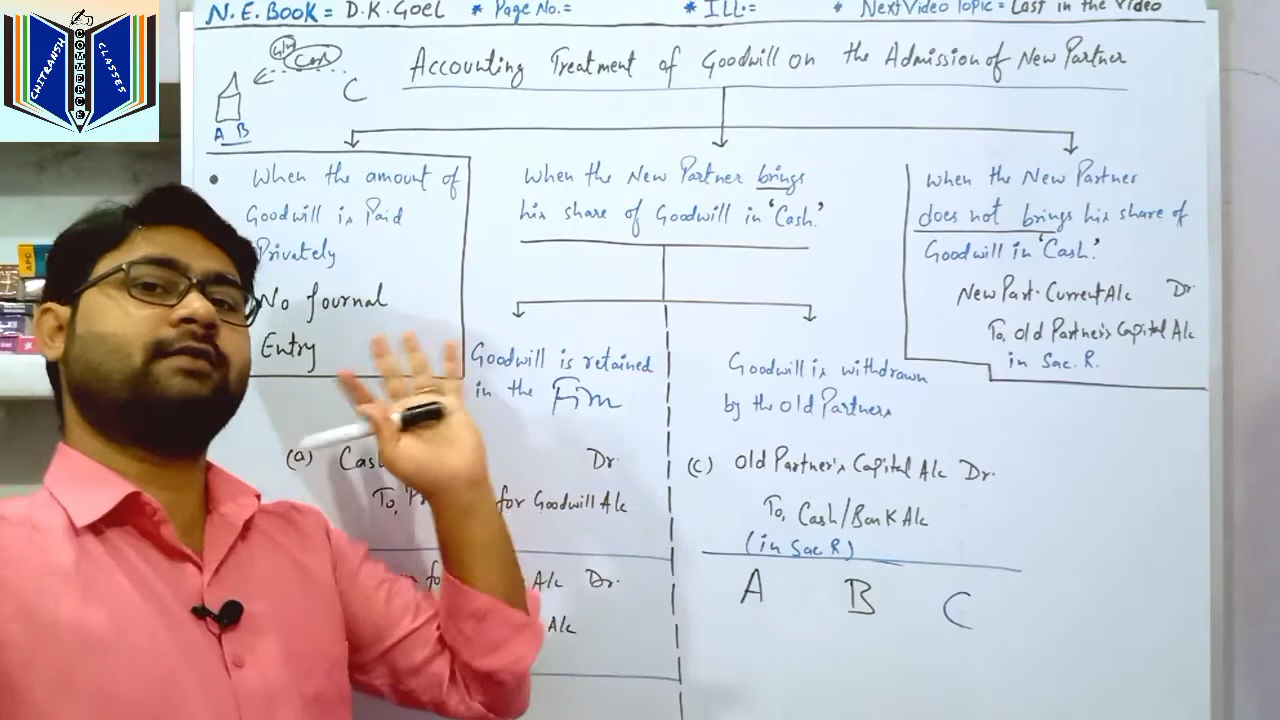 N.E.Book = D.K.Goel * Page No.= * ILL.= * Next Video Topic = Last in the Video
CHITRANSH
COMMERCE
CLASSES
G/W
Cash
C
A B
Accounting Treatment of Goodwill on the Admission of New Partner
• When the amount of
Goodwill is Paid
Privately
No Journal
Entry
When the New Partner brings
his share of Goodwill in 'Cash.'
Goodwill is retained
in the Firm
(a) Cas Dr.
To, P for Goodwill A/c
A/c Dr.
A/c
Goodwill is withdrawn
by the old Partners
(c) Old Partner's Capital A/c Dr.
To, Cash/Bank A/c
(in Sac R.)
A B C
when the New Partner
does not brings his share of
Goodwill in 'Cash.'
New Part. Current A/c Dr.
To, old Partner's Capital A/c
in Sac. R.